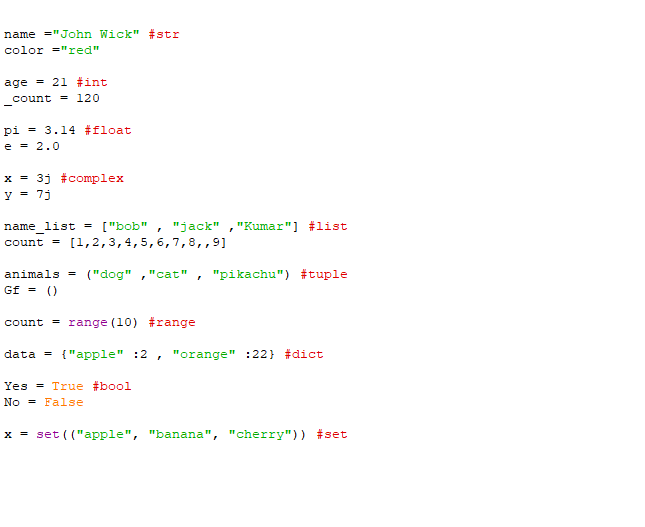 name ="John Wick" #str
color ="red"
age = 21 #int
_count = 120
pi = 3.14 #float
e = 2.0
x = 3j #complex
y = 7j
name_list = ["bob" , "jack" ,"Kumar"] #list
count = [1,2,3,4,5,6,7,8,,9]
animals = ("dog" ,"cat" , "pikachu") #tuple
Gf = ()
count = range(10) #range
data = {"apple" :2 , "orange" :22} #dict
Yes = True #bool
No = False
x = set(("apple", "banana", "cherry")) #set